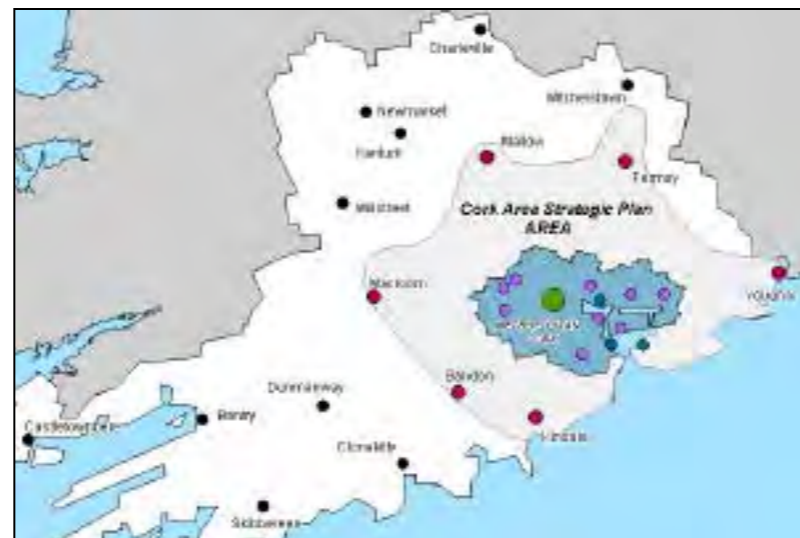 Charleville
Mitchelstown
Newmarket
Kanturk
Mallow
Fermoy
Millstreet
Cork Area Strategic Plan
AREA
Macroom
Youghal
Bandon
Dunmanway
Bantry
Kinsale
Clonakilty
Skibbereen